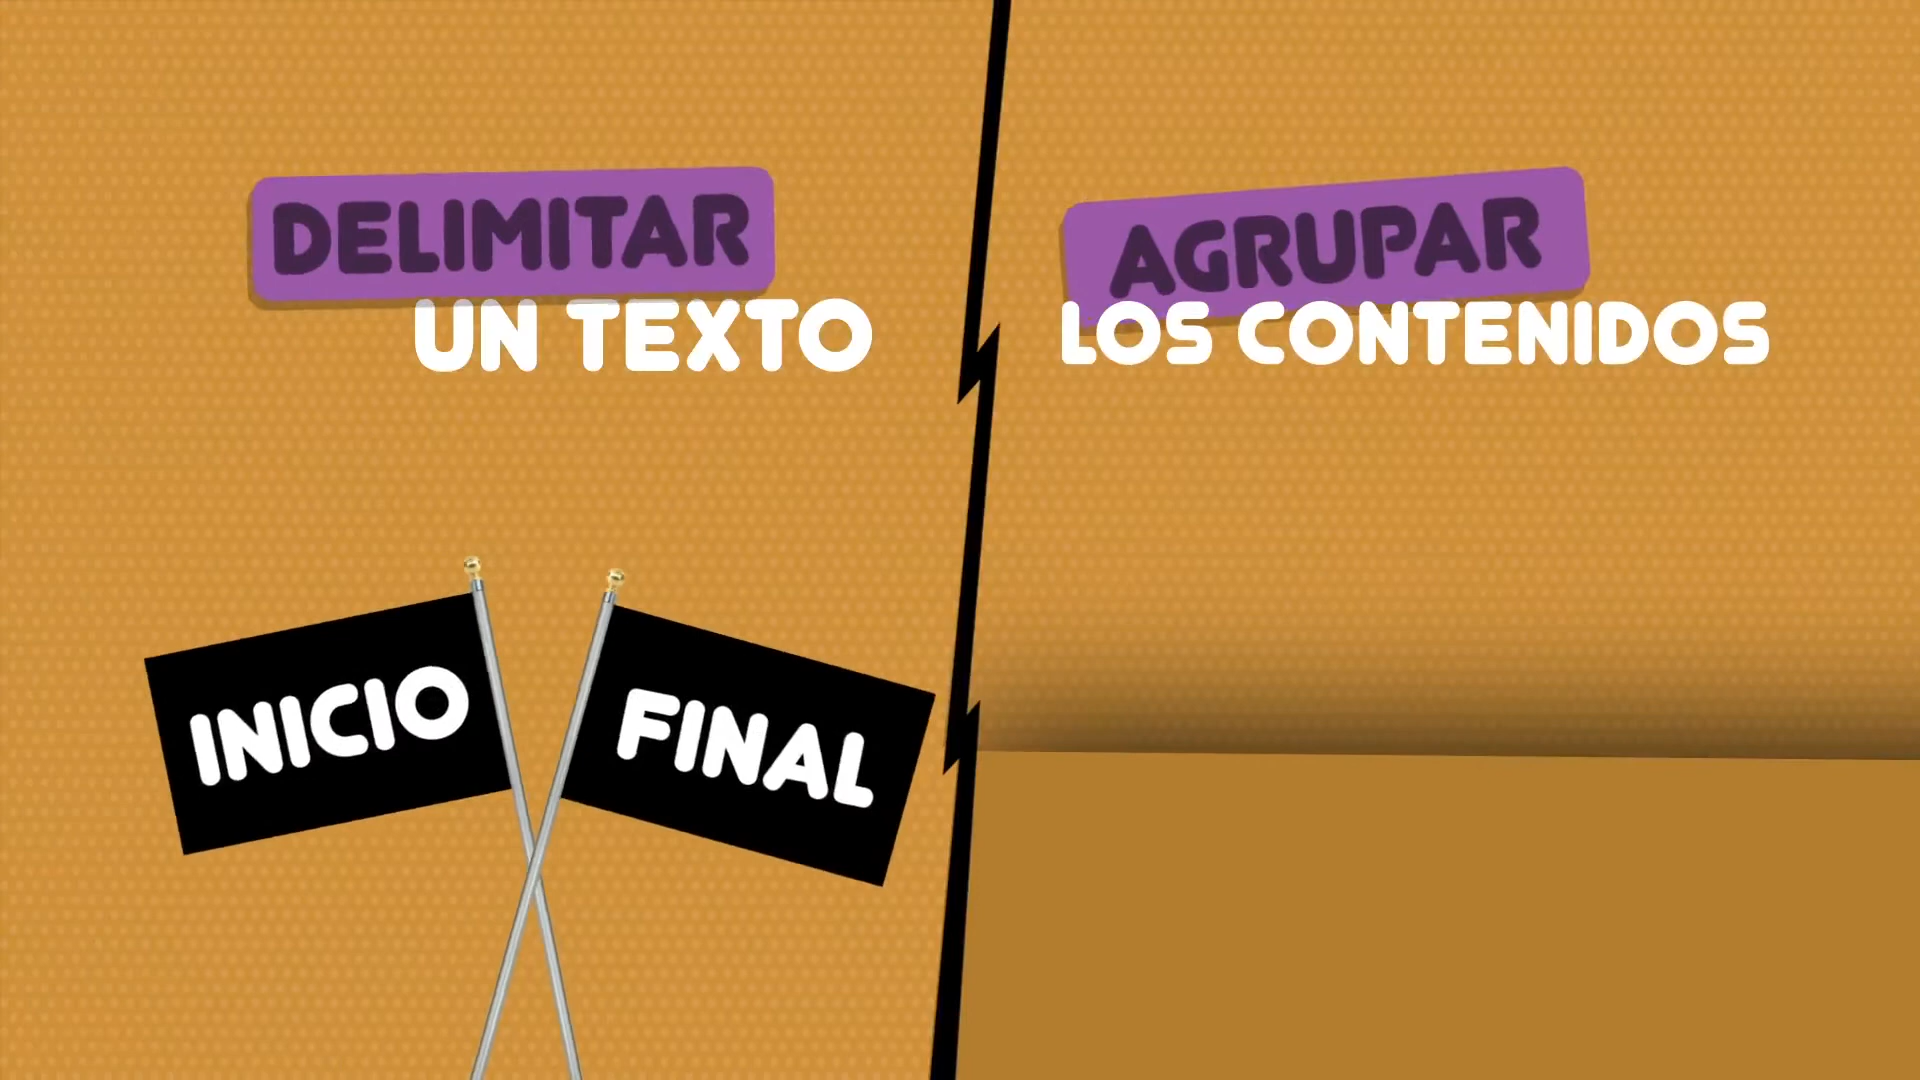 DELIMITAR
UN TEXTO
INICIO
FINAL
AGRUPAR
LOS CONTENIDOS